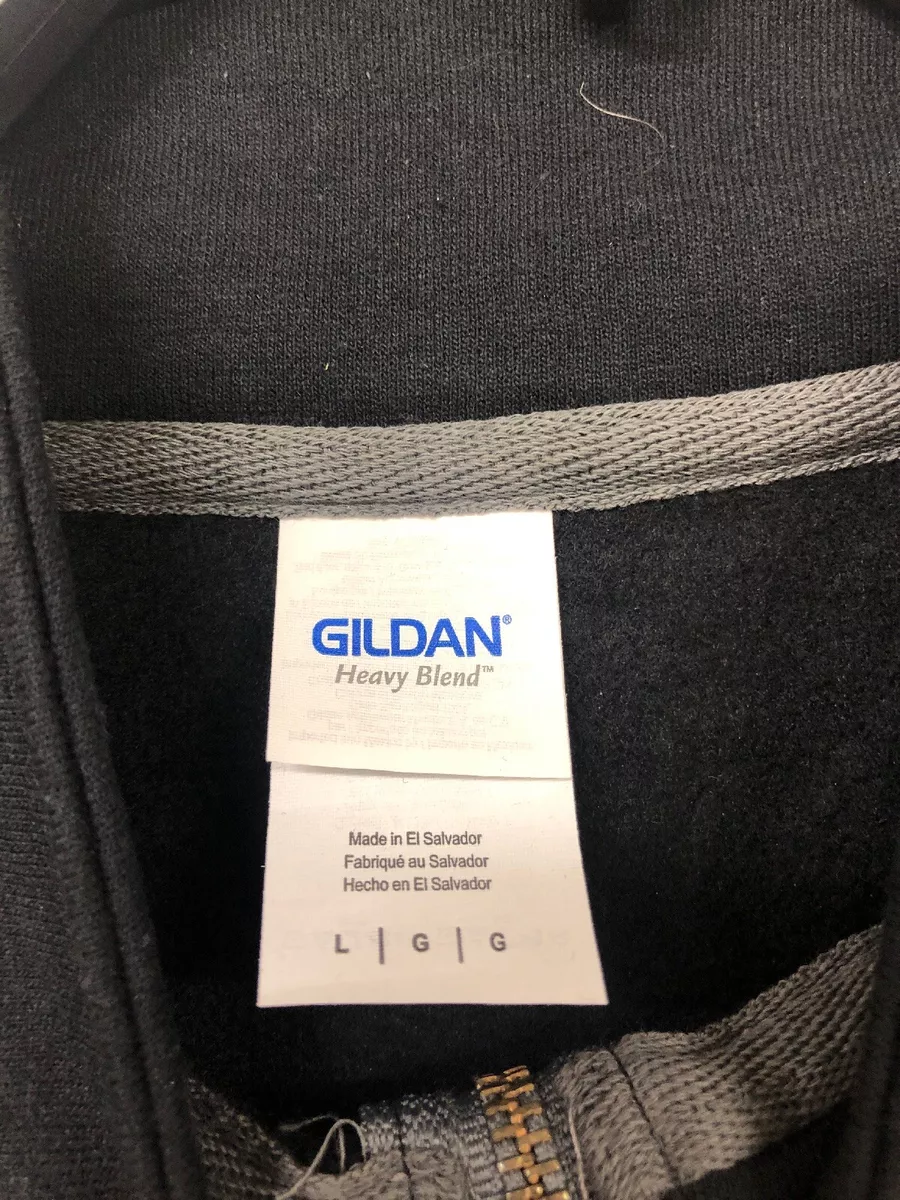 GILDAN®
Heavy Blend™
Made in El Salvador
Fabriqué au Salvador
Hecho en El Salvador
L | G | G